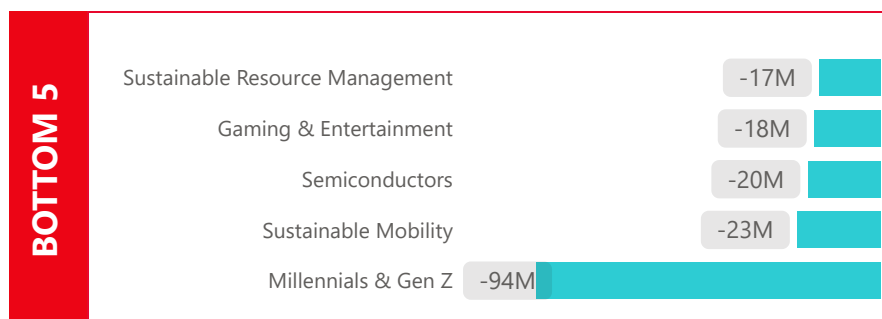 BOTTOM 5
Sustainable Resource Management -17M
Gaming & Entertainment -18M
Semiconductors -20M
Sustainable Mobility -23M
Millennials & Gen Z -94M